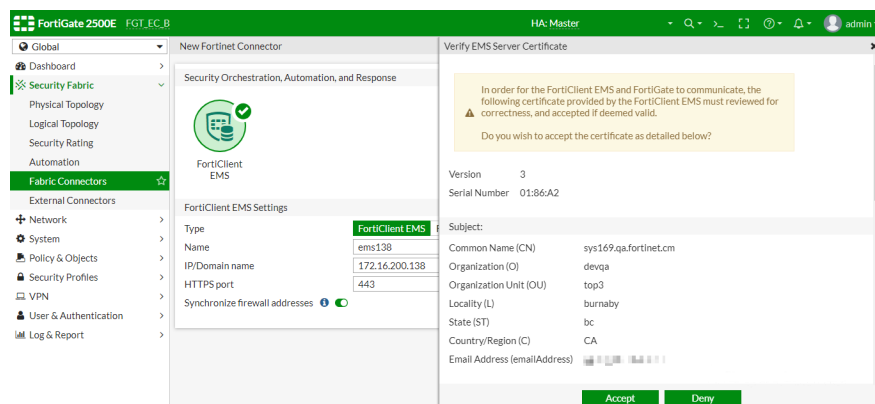 FortiGate 2500E FGT_EC_B
HA: Master
admin
Global
Dashboard
Security Fabric
Physical Topology
Logical Topology
Security Rating
Automation
Fabric Connectors
External Connectors
Network
System
Policy & Objects
Security Profiles
VPN
User & Authentication
Log & Report
New Fortinet Connector
Security Orchestration, Automation, and Response
FortiClient
EMS
FortiClient EMS Settings
Type FortiClient EMS
Name ems138
IP/Domain name 172.16.200.138
HTTPS port 443
Synchronize firewall addresses
Verify EMS Server Certificate
In order for the FortiClient EMS and FortiGate to communicate, the
following certificate provided by the FortiClient EMS must reviewed for
correctness, and accepted if deemed valid.
Do you wish to accept the certificate as detailed below?
Version 3
Serial Number 01:86:A2
Subject:
Common Name (CN) sys169.qa.fortinet.cm
Organization (O) devqa
Organization Unit (OU) top3
Locality (L) burnaby
State (ST) bc
Country/Region (C) CA
Email Address (emailAddress)
Accept Deny